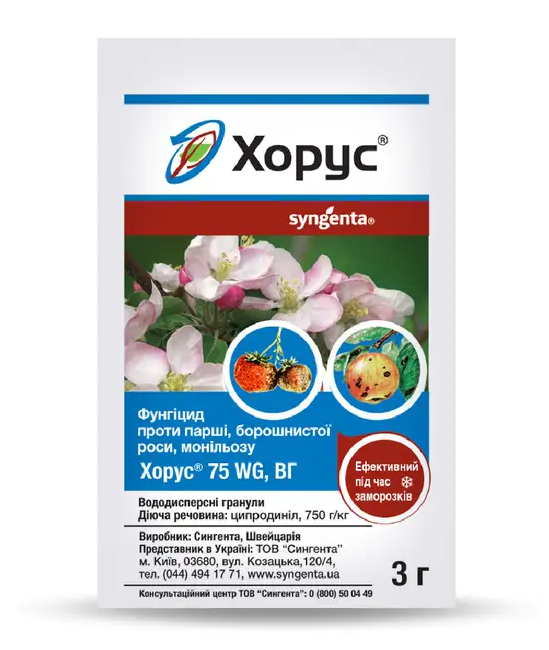 Хорус®
syngenta®
Фунгіцид
проти парші, борошнистої
роси, монільозу
Хорус® 75 WG, ВГ
Ефективний
під час
заморозків
Вододисперсні гранули
Діюча речовина: ципродиніл, 750 г/кг
Виробник: Сингента, Швейцарія
Представник в Україні: ТОВ “Сингента”
м. Київ, 03680, вул. Козацька,120/4,
тел. (044) 494 17 71, www.syngenta.ua
3 г
Консультаційний центр ТОВ “Сингента”: 0 (800) 50 04 49